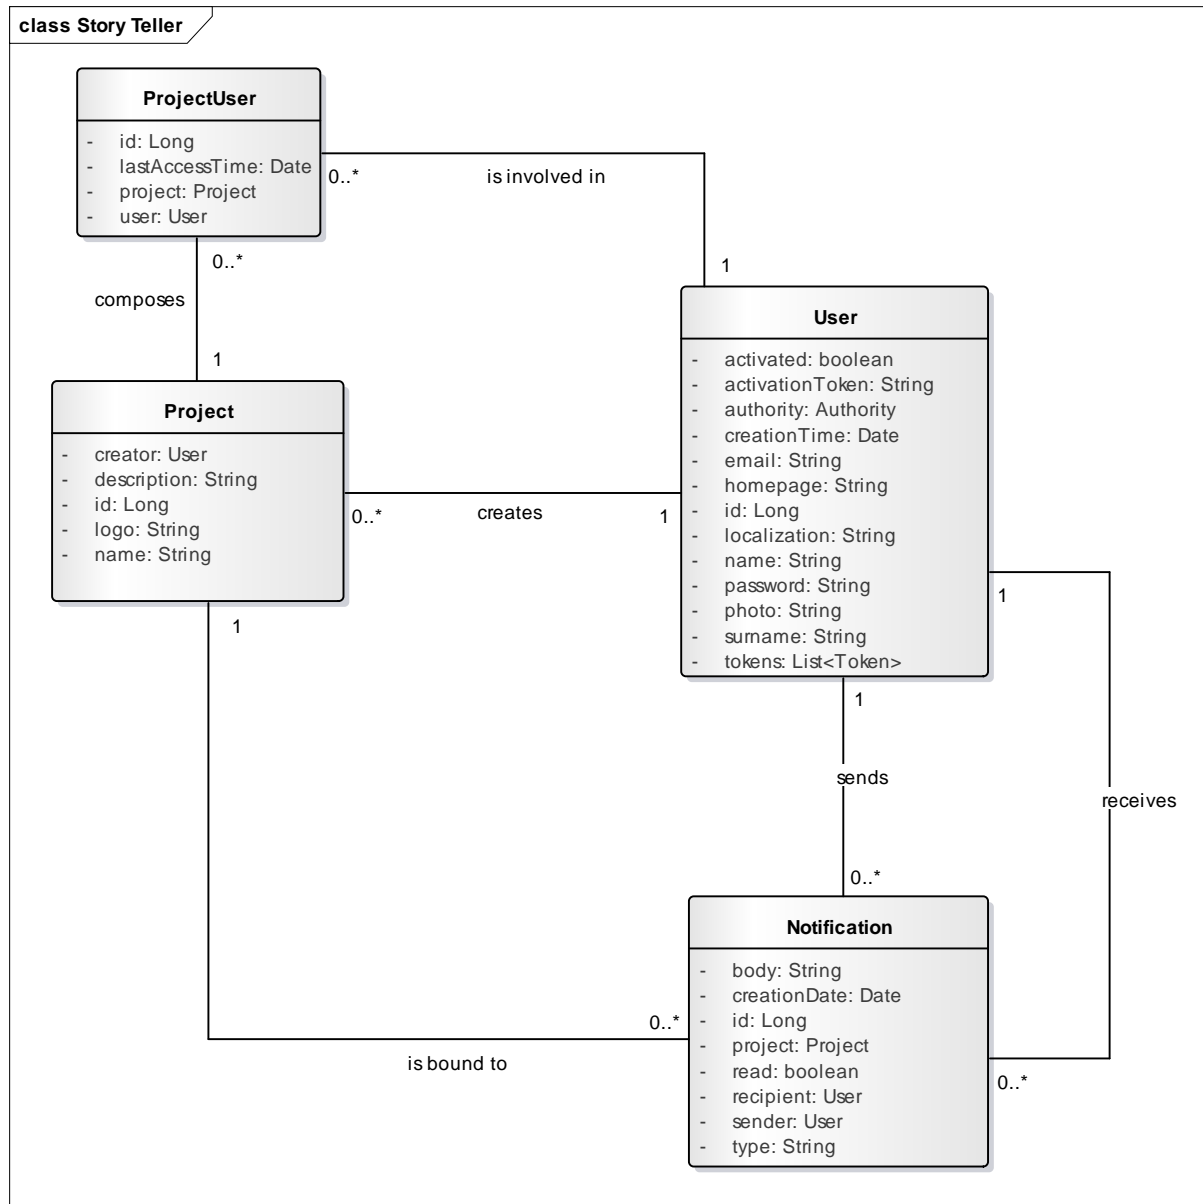 class Story Teller
ProjectUser
- id: Long
- lastAccessTime: Date
- project: Project
- user: User
0..*
is involved in
1
0..*
composes
1
User
- activated: boolean
- activationToken: String
- authority: Authority
- creationTime: Date
- email: String
- homepage: String
- id: Long
- localization: String
- name: String
- password: String
- photo: String
- surname: String
- tokens: List<Token>
Project
- creator: User
- description: String
- id: Long
- logo: String
- name: String
0..*
creates
1
1
1
1
sends
receives
0..*
Notification
- body: String
- creationDate: Date
- id: Long
- project: Project
- read: boolean
- recipient: User
- sender: User
- type: String
0..*
is bound to
0..*